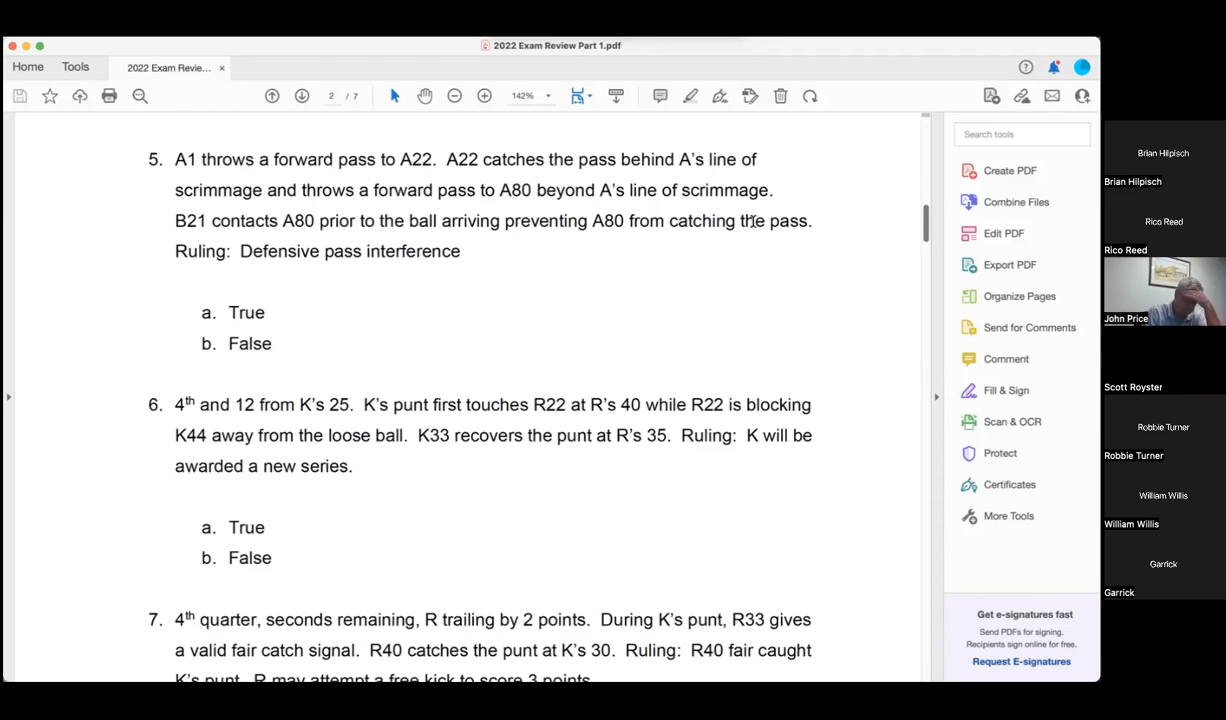 2022 Exam Review Part 1.pdf
Home
Tools
2022 Exam Revie...
2 / 7
142%
5. A1 throws a forward pass to A22. A22 catches the pass behind A's line of
scrimmage and throws a forward pass to A80 beyond A's line of scrimmage.
B21 contacts A80 prior to the ball arriving preventing A80 from catching the pass.
Ruling: Defensive pass interference
a. True
b. False
6. 4th and 12 from K's 25. K's punt first touches R22 at R's 40 while R22 is blocking
K44 away from the loose ball. K33 recovers the punt at R's 35. Ruling: K will be
awarded a new series.
a. True
b. False
7. 4th quarter, seconds remaining, R trailing by 2 points. During K's punt, R33 gives
a valid fair catch signal. R40 catches the punt at K's 30. Ruling: R40 fair caught
K's punt. R may attempt a free kick to score 3 points.
Search tools
Create PDF
Combine Files
Edit PDF
Export PDF
Organize Pages
Send for Comments
Comment
Fill & Sign
Scan & OCR
Protect
Certificates
More Tools
Get e-signatures fast
Send PDFs for signing.
Recipients sign online for free.
Request E-signatures
Brian Hilpisch
Brian Hilpisch
Rico Reed
Rico Reed
John Price
Scott Royster
Robbie Turner
Robbie Turner
William Willis
William Willis
Garrick
Garrick